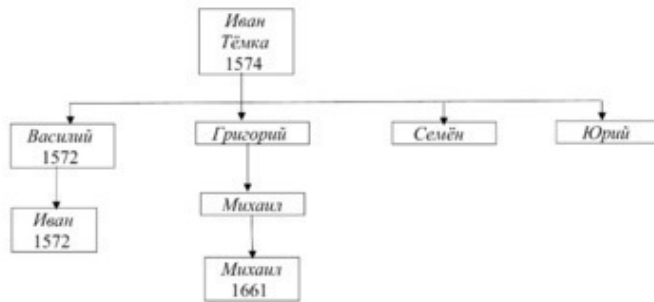 Иван
Тёмка
1574
Василий
1572
Григорий
Семён
Юрий
Иван
1572
Михаил
Михаил
1661